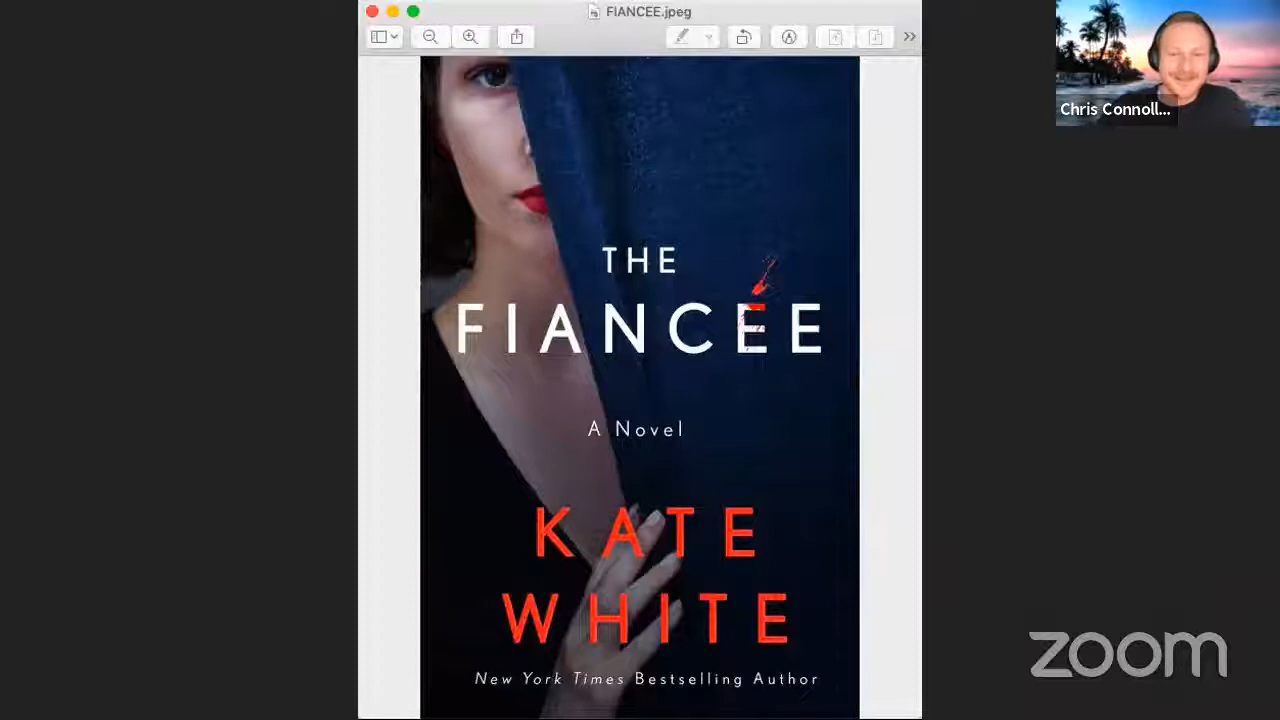 FIANCEE.jpeg
Chris Connoll...
THE
FIANCÉE
A Novel
KATE
WHITE
New York Times Bestselling Author
zoom